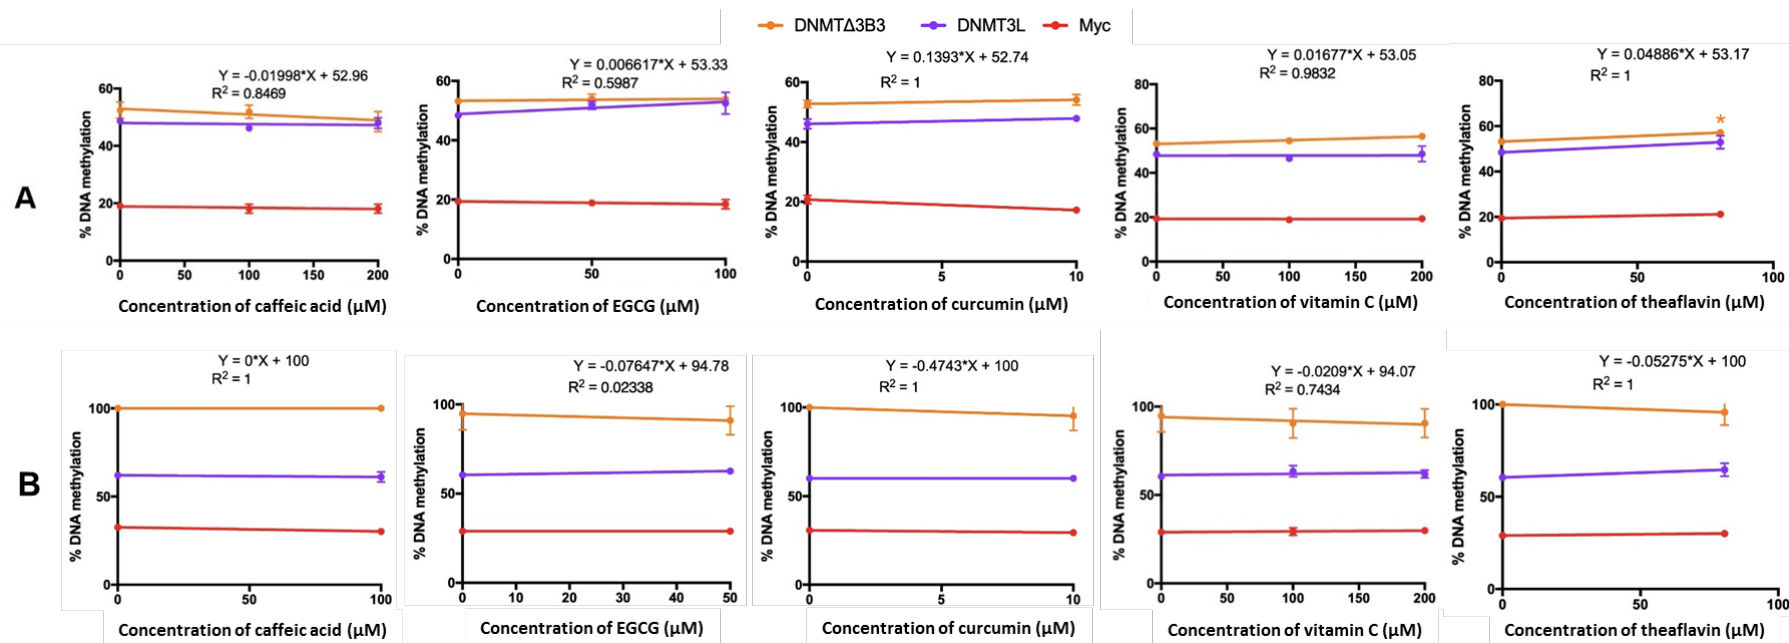 DNMTΔ3B3 DNMT3L Myc
A
Y = -0.01998*X + 52.96
R² = 0.8469
% DNA methylation
60
40
20
0
0 50 100 150 200
Concentration of caffeic acid (µM)
Y = 0.006617*X + 53.33
R² = 0.5987
% DNA methylation
60
40
20
0
0 50 100
Concentration of EGCG (µM)
Y = 0.1393*X + 52.74
R² = 1
% DNA methylation
60
40
20
0
0 5 10
Concentration of curcumin (µM)
Y = 0.01677*X + 53.05
R² = 0.9832
% DNA methylation
80
60
40
20
0
0 50 100 150 200
Concentration of vitamin C (µM)
Y = 0.04886*X + 53.17
R² = 1
% DNA methylation
80
60
40
20
0
*
0 50 100
Concentration of theaflavin (µM)
B
Y = 0*X + 100
R² = 1
% DNA methylation
100
50
0
0 50 100
Concentration of caffeic acid (µM)
Y = -0.07647*X + 94.78
R² = 0.02338
% DNA methylation
100
50
0
0 10 20 30 40 50
Concentration of EGCG (µM)
Y = -0.4743*X + 100
R² = 1
% DNA methylation
100
50
0
0 5 10
Concentration of curcumin (µM)
Y = -0.0209*X + 94.07
R² = 0.7434
% DNA methylation
100
50
0
0 50 100 150 200
Concentration of vitamin C (µM)
Y = -0.05275*X + 100
R² = 1
% DNA methylation
100
50
0
0 50 100
Concentration of theaflavin (µM)